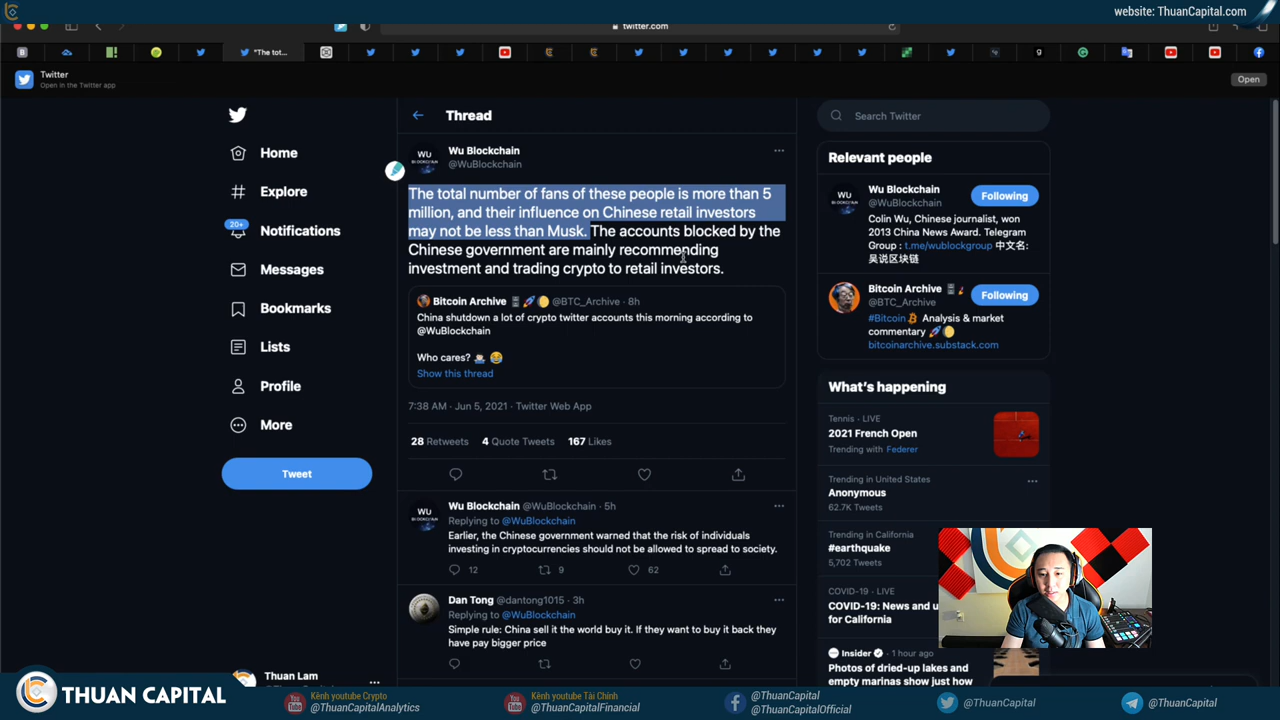 website: ThuanCapital.com
twitter.com
"The tot...
Twitter
Open in the Twitter app
Open
Home
Explore
20+
Notifications
Messages
Bookmarks
Lists
Profile
More
Tweet
Thuan Lam
Thread
WU
Wu Blockchain
@WuBlockchain
The total number of fans of these people is more than 5
million, and their influence on Chinese retail investors
may not be less than Musk. The accounts blocked by the
Chinese government are mainly recommending
investment and trading crypto to retail investors.
Bitcoin Archive @BTC_Archive · 8h
China shutdown a lot of crypto twitter accounts this morning according to
@WuBlockchain
Who cares?
Show this thread
7:38 AM · Jun 5, 2021 · Twitter Web App
28 Retweets 4 Quote Tweets 167 Likes
WU
Wu Blockchain @WuBlockchain · 5h
Replying to @WuBlockchain
Earlier, the Chinese government warned that the risk of individuals
investing in cryptocurrencies should not be allowed to spread to society.
12 9 62
Dan Tong @dantong1015 · 3h
Replying to @WuBlockchain
Simple rule: China sell it the world buy it. If they want to buy it back they
have pay bigger price
Search Twitter
Relevant people
WU
Wu Blockchain
@WuBlockchain
Following
Colin Wu, Chinese journalist, won
2013 China News Award. Telegram
Group : t.me/wublockgroup 中文名:
吴说区块链
Bitcoin Archive
@BTC_Archive
Following
#Bitcoin Analysis & market
commentary
bitcoinarchive.substack.com
What's happening
Tennis · LIVE
2021 French Open
Trending with Federer
Trending in United States
Anonymous
62.7K Tweets
Trending in California
#earthquake
5,702 Tweets
COVID-19 · LIVE
COVID-19: News and u
for California
Insider · 1 hour ago
Photos of dried-up lakes and
empty marinas show just how
THUAN CAPITAL
Kênh youtube Crypto
@ThuanCapitalAnalytics
Kênh youtube Tài Chính
@ThuanCapitalFinancial
@ThuanCapital
@ThuanCapitalOfficial
@ThuanCapital
@ThuanCapital